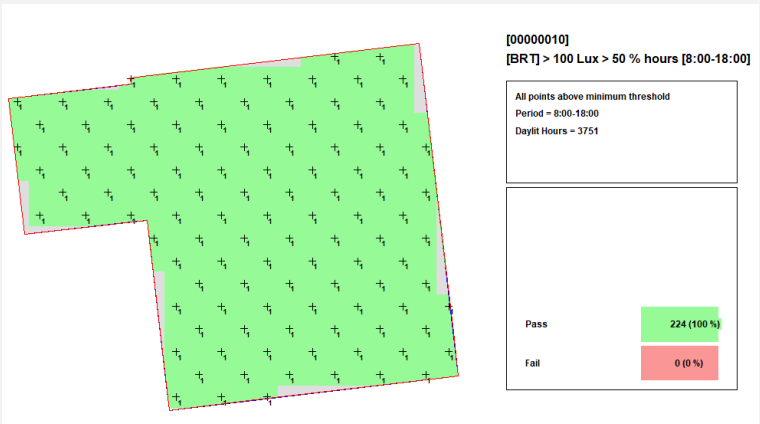 [00000010]
[BRT] > 100 Lux > 50 % hours [8:00-18:00]
All points above minimum threshold
Period = 8:00-18:00
Daylit Hours = 3751
Pass
224 (100 %)
Fail
0 (0 %)